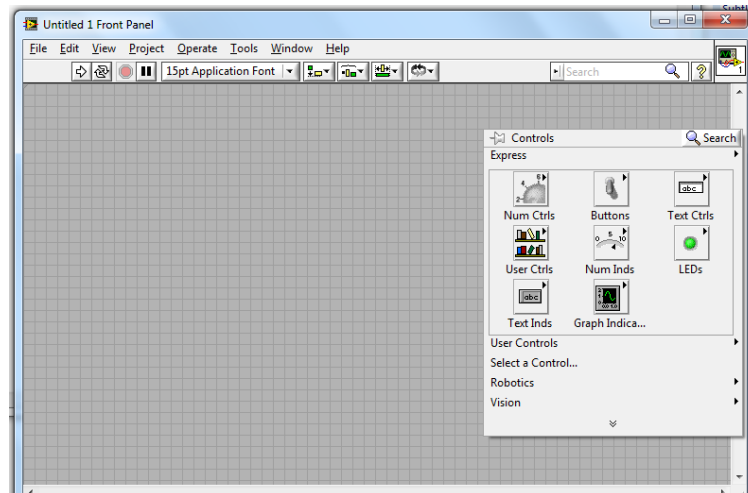 Untitled 1 Front Panel
File Edit View Project Operate Tools Window Help
15pt Application Font
Search
1
Controls
Search
Express
Num Ctrls Buttons Text Ctrls
User Ctrls Num Inds LEDs
Text Inds Graph Indica...
User Controls
Select a Control...
Robotics
Vision